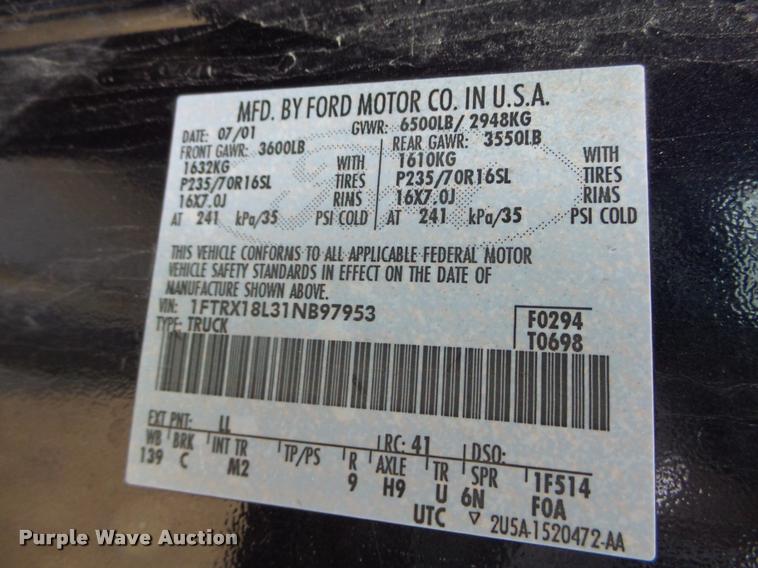 MFD. BY FORD MOTOR CO. IN U.S.A.
DATE: 07/01 GVWR: 6500LB/ 2948KG
FRONT GAWR: 3600LB REAR GAWR: 3550LB
1632KG WITH 1610KG WITH
P235/70R16SL TIRES P235/70R16SL TIRES
16X7.0J RIMS 16X7.0J RIMS
AT 241 kPa/35 PSI COLD AT 241 kPa/35 PSI COLD
THIS VEHICLE CONFORMS TO ALL APPLICABLE FEDERAL MOTOR
VEHICLE SAFETY STANDARDS IN EFFECT ON THE DATE OF
MANUFACTURE SHOWN ABOVE.
VIN: 1FTRX18L31NB97953 F0294
TYPE: TRUCK T0698
EXT PNT: LL RC: 41 DSO:
WB BRK INT TR TP/PS R AXLE TR SPR 1F514
139 C M2 9 H9 U 6N F0A
UTC ▽ 2U5A-1520472-AA
Purple Wave Auction